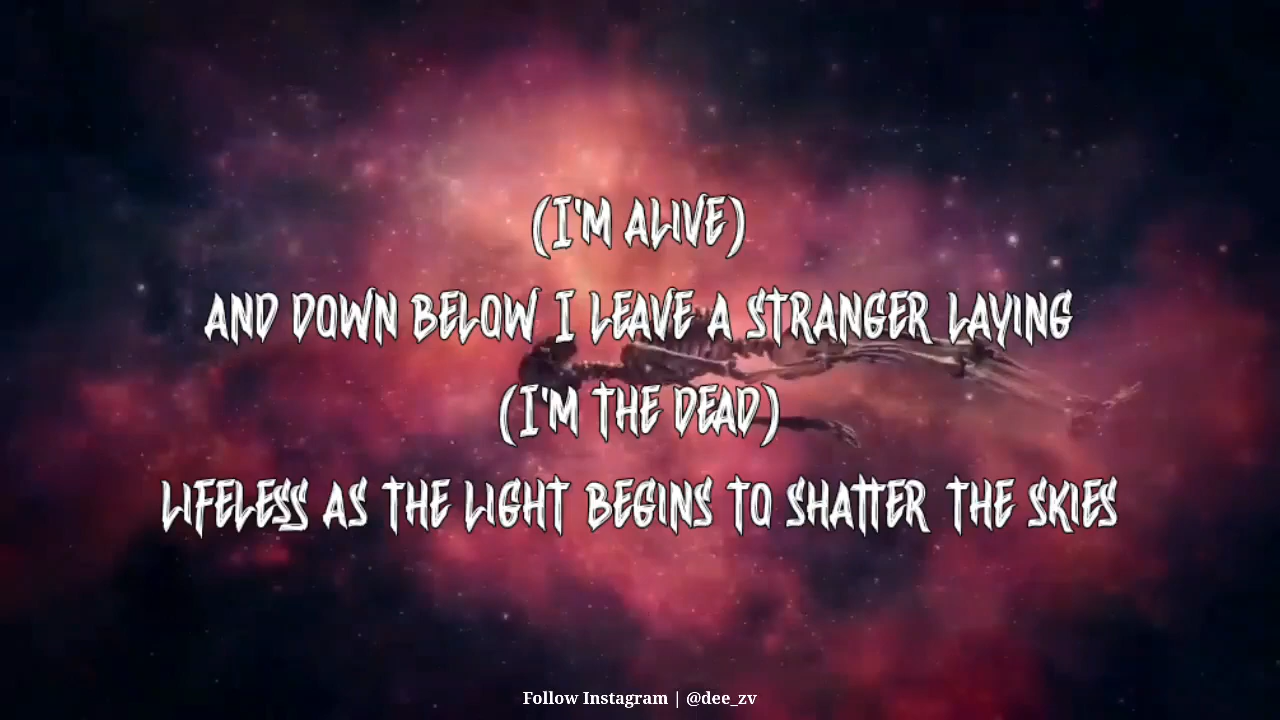 (I'M ALIVE)
AND DOWN BELOW I LEAVE A STRANGER LAYING
(I'M THE DEAD)
LIFELESS AS THE LIGHT BEGINS TO SHATTER THE SKIES
Follow Instagram | @dee_zv